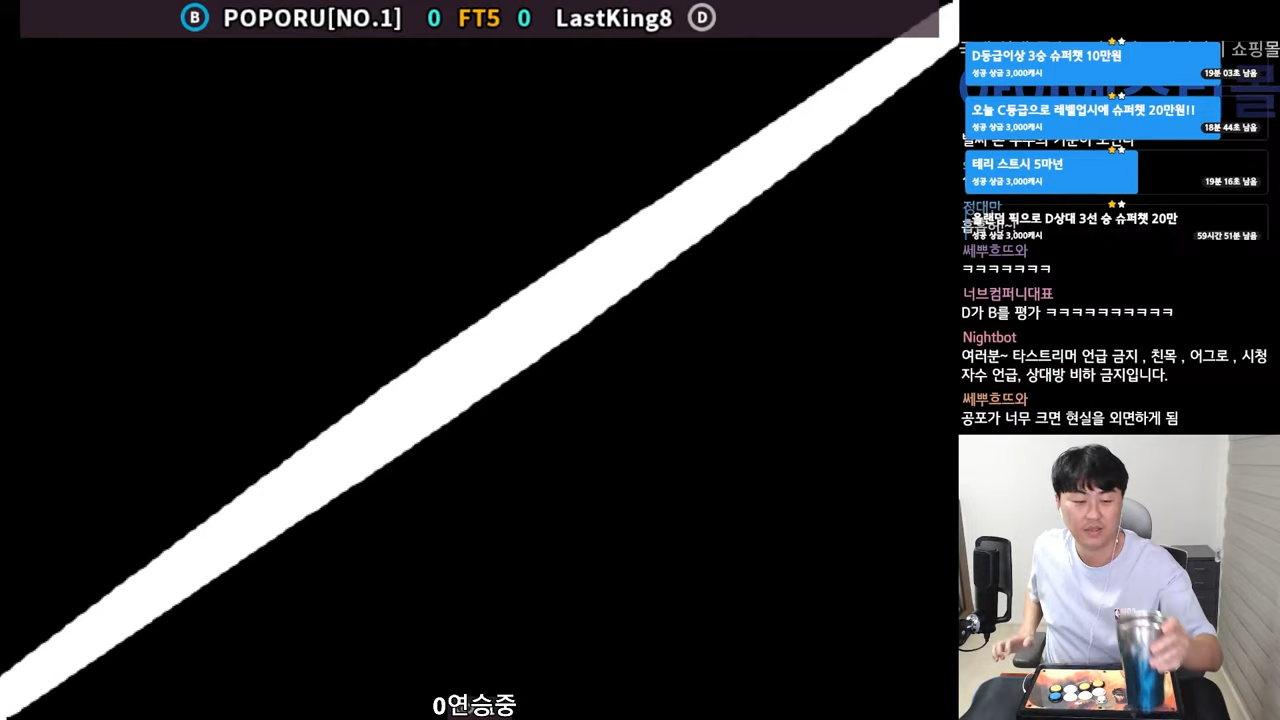 B POPORU[NO.1] 0 FT5 0 LastKing8 D
쇼핑몰
D등급이상 3승 슈퍼챗 10만원
성공 상금 3,000캐시
19분 03초 남음
오늘 C등급으로 레벨업시에 슈퍼챗 20만원!!
성공 상금 3,000캐시
18분 44초 남음
테리 스트시 5마넌
성공 상금 3,000캐시
19분 16초 남음
정대만
올랜덤 픽으로 D상대 3선 승 슈퍼챗 20만
성공 상금 3,000캐시
59시간 51분 남음
쎄뿌흐뜨와
ㅋㅋㅋㅋㅋㅋㅋ
너브컴퍼니대표
D가 B를 평가 ㅋㅋㅋㅋㅋㅋㅋㅋㅋㅋ
Nightbot
여러분~ 타스트리머 언급 금지 , 친목 , 어그로 , 시청
자수 언급, 상대방 비하 금지입니다.
쎄뿌흐뜨와
공포가 너무 크면 현실을 외면하게 됨
0연승중